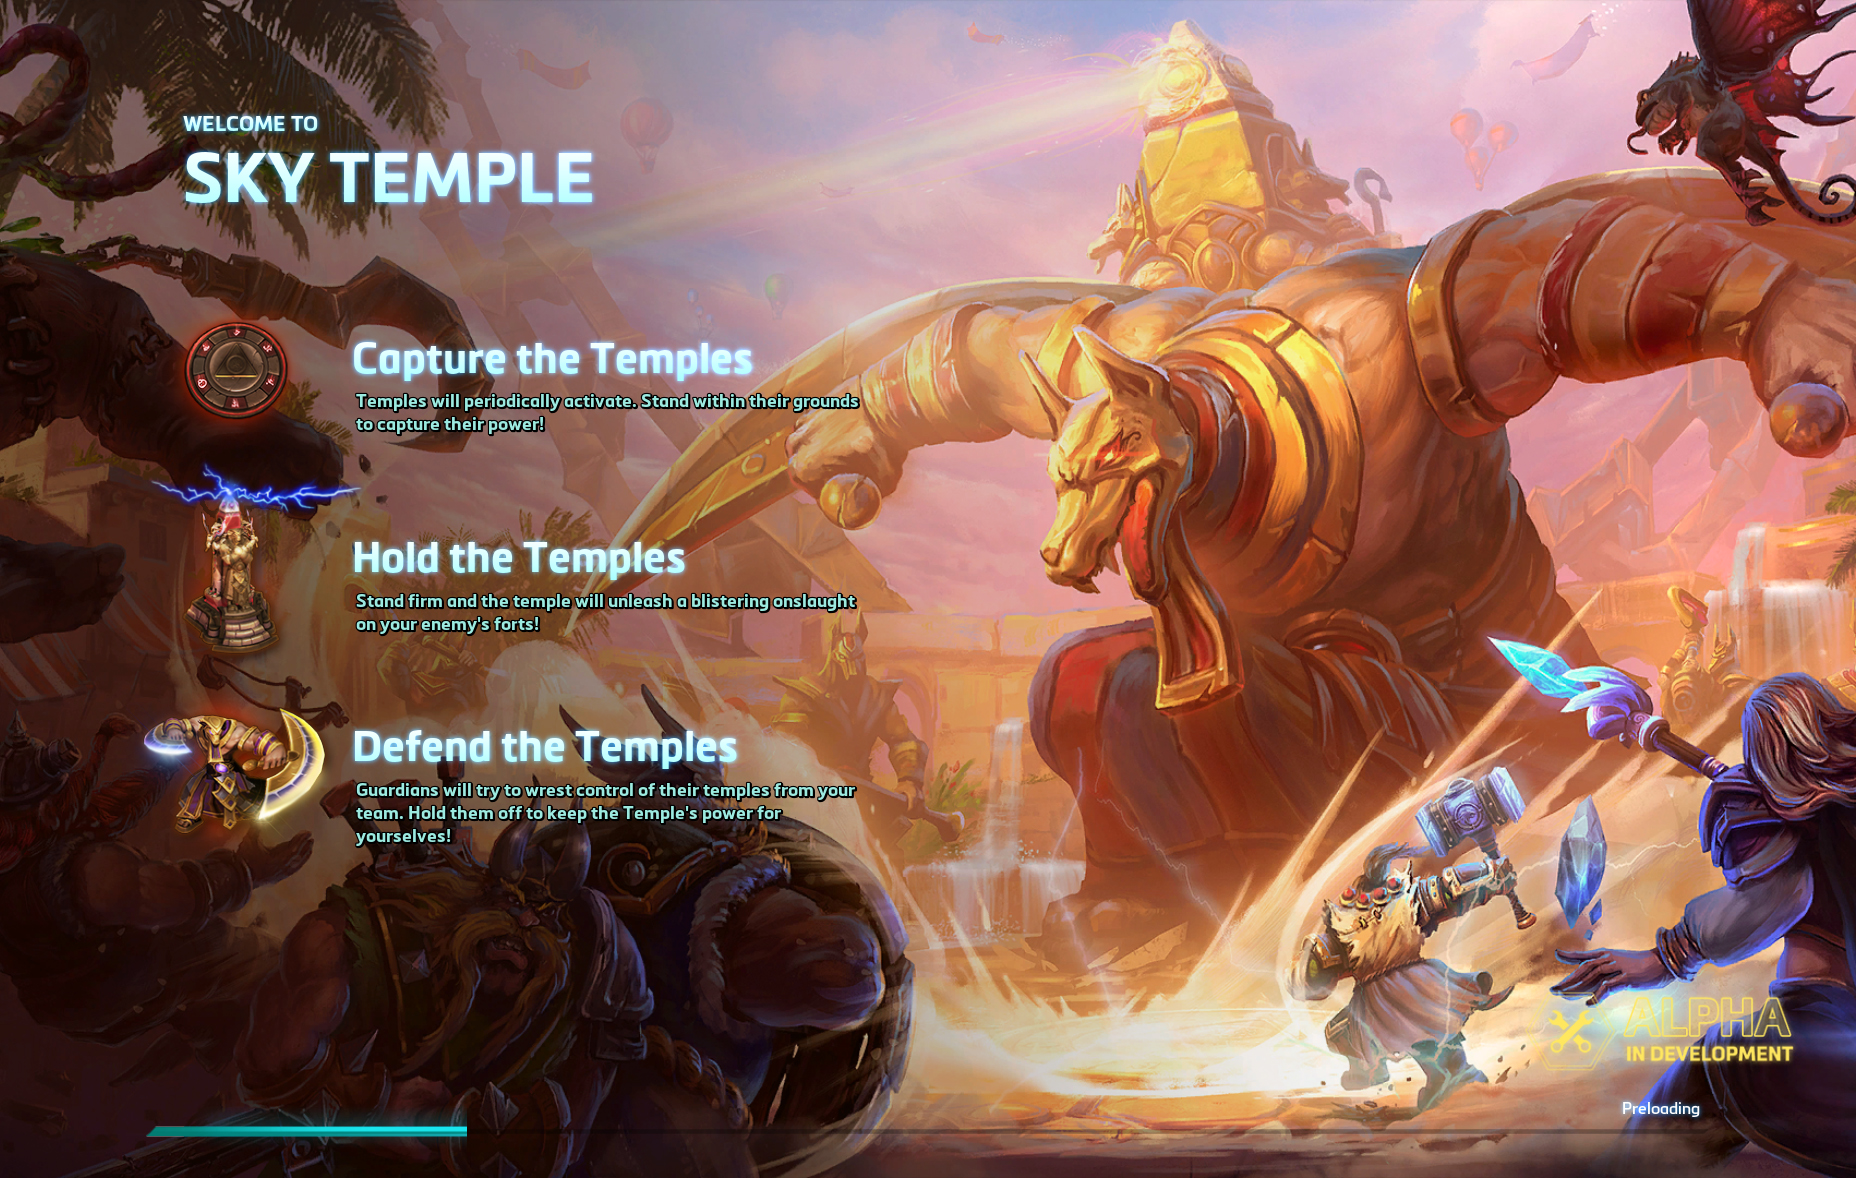 WELCOME TO
SKY TEMPLE
Capture the Temples
Temples will periodically activate. Stand within their grounds
to capture their power!
Hold the Temples
Stand firm and the temple will unleash a blistering onslaught
on your enemy's forts!
Defend the Temples
Guardians will try to wrest control of their temples from your
team. Hold them off to keep the Temple's power for
yourselves!
ALPHA
IN DEVELOPMENT
Preloading